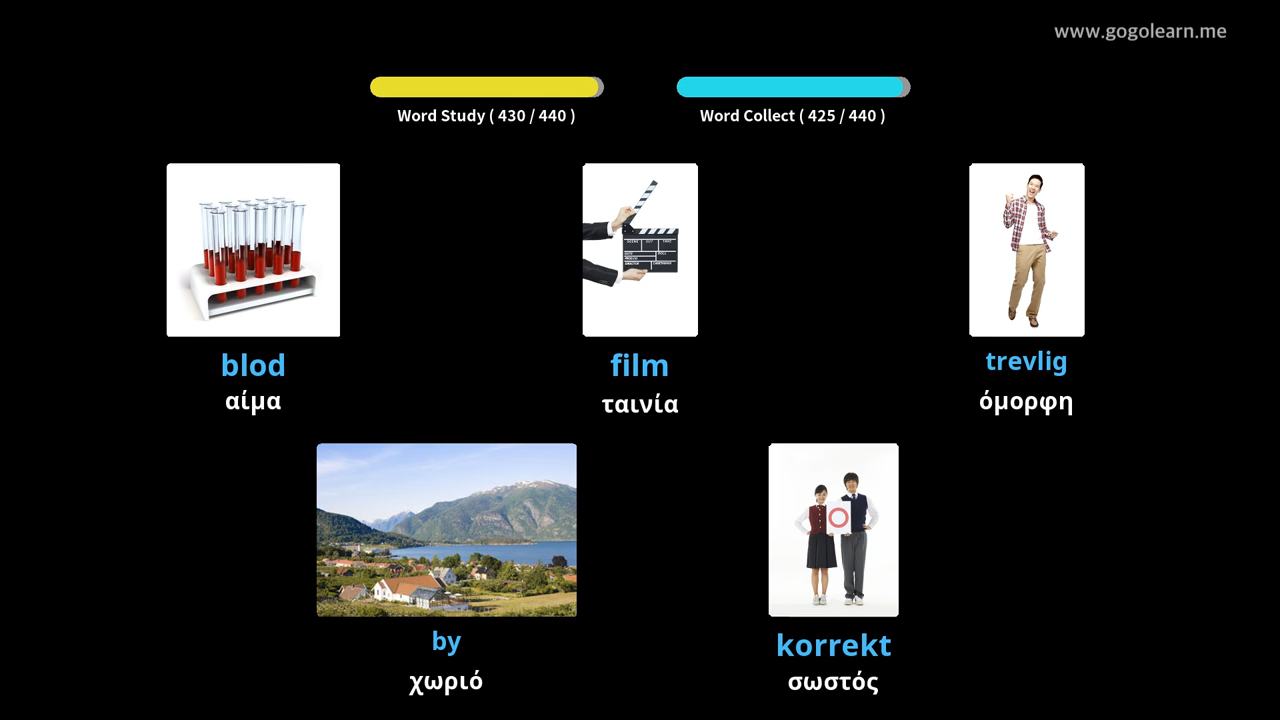 www.gogolearn.me
Word Study ( 430 / 440 )
Word Collect ( 425 / 440 )
blod
αίμα
film
ταινία
trevlig
όμορφη
by
χωριό
korrekt
σωστός